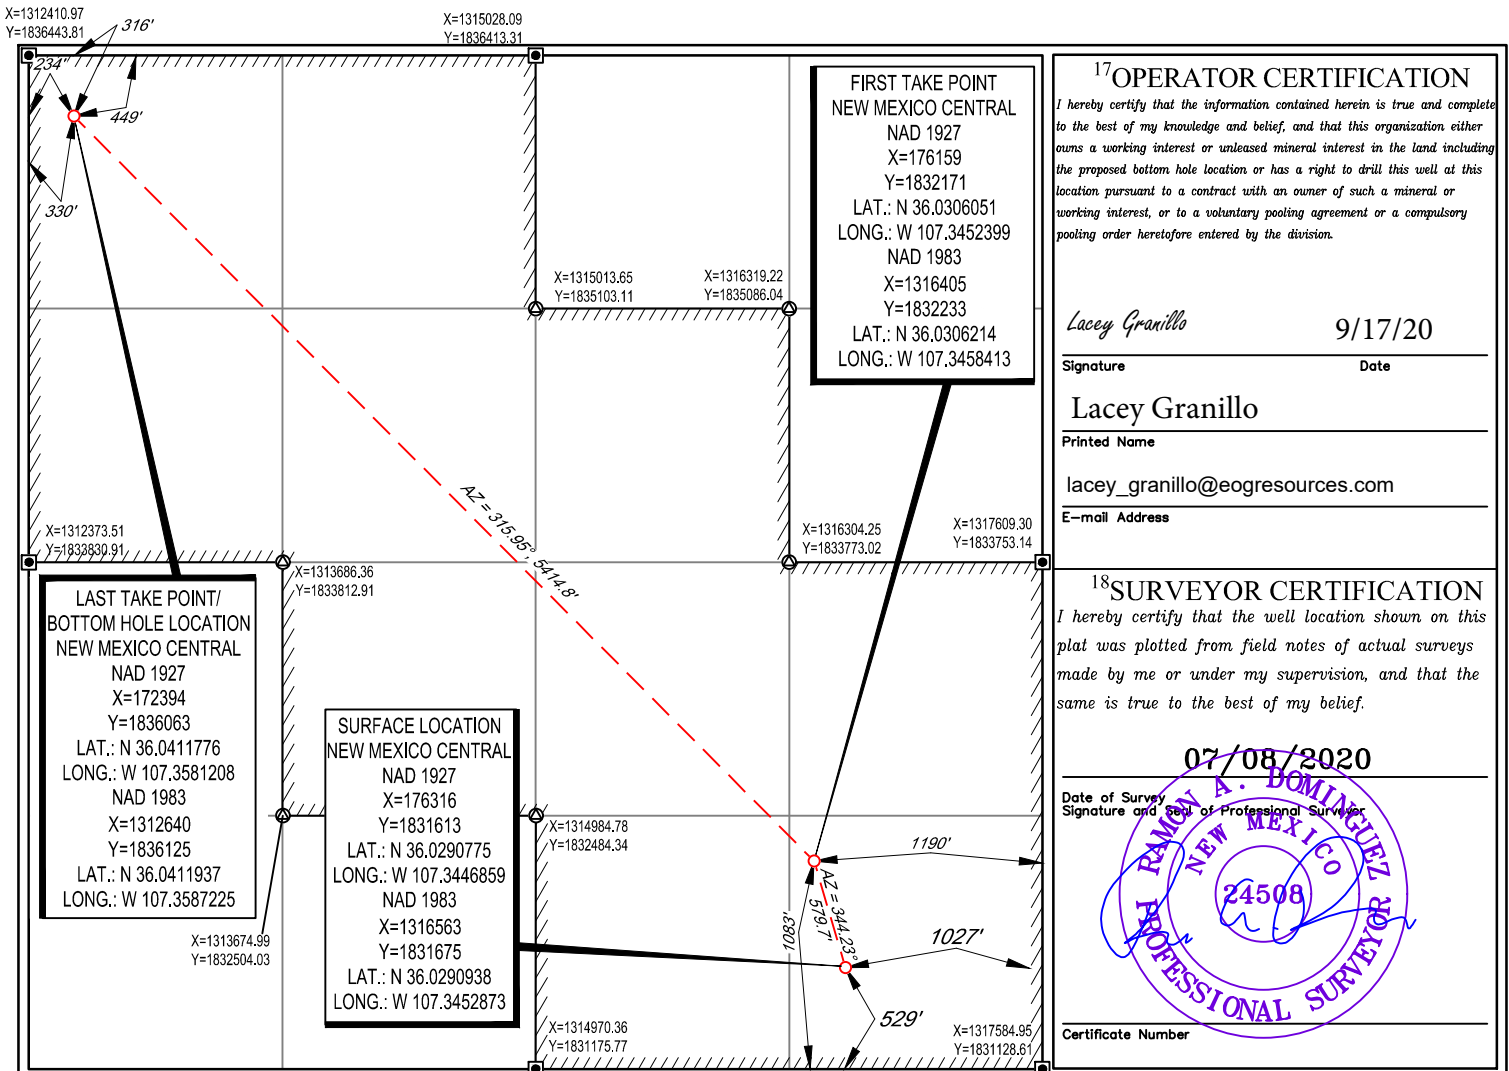 X=1312410.97
Y=1836443.81
316'
X=1315028.09
Y=1836413.31
234'
449'
330'
FIRST TAKE POINT
NEW MEXICO CENTRAL
NAD 1927
X=176159
Y=1832171
LAT.: N 36.0306051
LONG.: W 107.3452399
NAD 1983
X=1316405
Y=1832233
LAT.: N 36.0306214
LONG.: W 107.3458413
X=1315013.65
Y=1835103.11
X=1316319.22
Y=1835086.04
AZ = 315.95°, 5414.8'
X=1312373.51
Y=1833830.91
X=1313686.36
Y=1833812.91
X=1316304.25
Y=1833773.02
X=1317609.30
Y=1833753.14
LAST TAKE POINT/
BOTTOM HOLE LOCATION
NEW MEXICO CENTRAL
NAD 1927
X=172394
Y=1836063
LAT.: N 36.0411776
LONG.: W 107.3581208
NAD 1983
X=1312640
Y=1836125
LAT.: N 36.0411937
LONG.: W 107.3587225
SURFACE LOCATION
NEW MEXICO CENTRAL
NAD 1927
X=176316
Y=1831613
LAT.: N 36.0290775
LONG.: W 107.3446859
NAD 1983
X=1316563
Y=1831675
LAT.: N 36.0290938
LONG.: W 107.3452873
X=1313674.99
Y=1832504.03
X=1314984.78
Y=1832484.34
1190'
AZ = 344.23°
579.7'
1083'
1027'
529'
X=1314970.36
Y=1831175.77
X=1317584.95
Y=1831128.61
17OPERATOR CERTIFICATION
I hereby certify that the information contained herein is true and complete
to the best of my knowledge and belief, and that this organization either
owns a working interest or unleased mineral interest in the land including
the proposed bottom hole location or has a right to drill this well at this
location pursuant to a contract with an owner of such a mineral or
working interest, or to a voluntary pooling agreement or a compulsory
pooling order heretofore entered by the division.
Lacey Granillo 9/17/20
Signature Date
Lacey Granillo
Printed Name
lacey_granillo@eogresources.com
E-mail Address
18SURVEYOR CERTIFICATION
I hereby certify that the well location shown on this
plat was plotted from field notes of actual surveys
made by me or under my supervision, and that the
same is true to the best of my belief.
07/08/2020
Date of Survey
Signature and Seal of Professional Surveyor
RAMON A. DOMINGUEZ
NEW MEXICO
24508
PROFESSIONAL SURVEYOR
Certificate Number